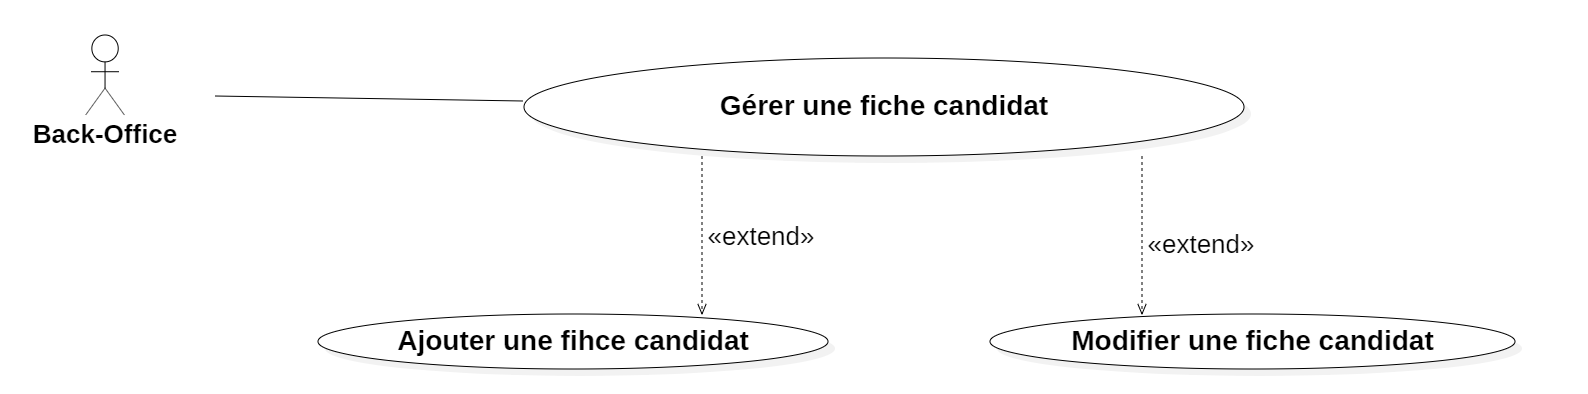 Gérer une fiche candidat
Back-Office
«extend»
«extend»
Ajouter une fihce candidat
Modifier une fiche candidat